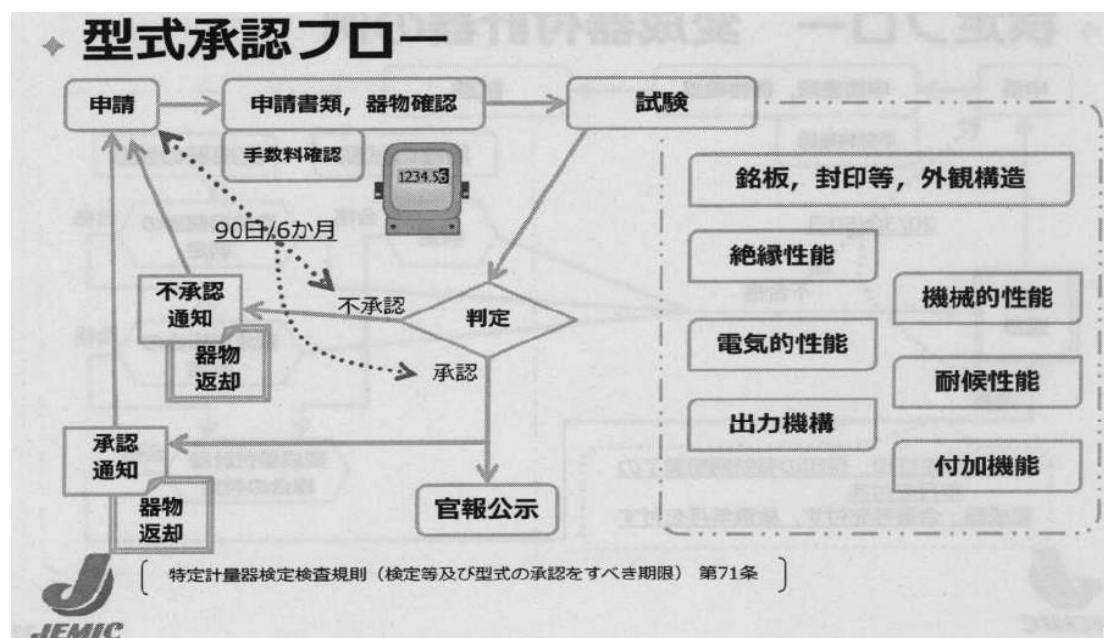 型式承認フロー
申請
申請書類，器物確認
試験
手数料確認
1234.56
銘板，封印等，外観構造
90日/6か月
絶縁性能
不承認
通知
不承認
判定
機械的性能
器物
返却
電気的性能
承認
耐候性能
出力機構
承認
通知
付加機能
器物
返却
官報公示
特定計量器検定検査規則（検定等及び型式の承認をすべき期限） 第71条
JEMIC